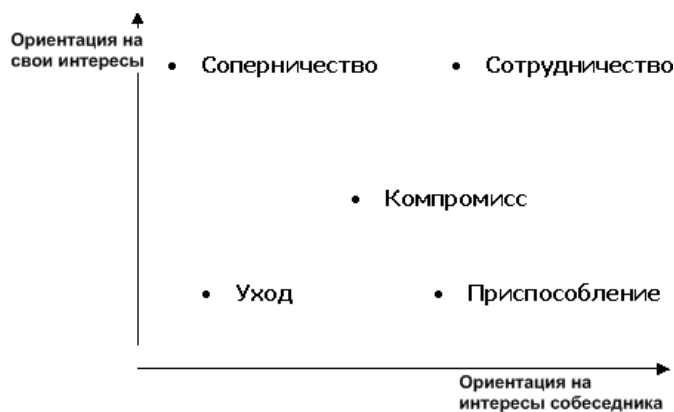 Ориентация на
свои интересы
• Соперничество
• Сотрудничество
• Компромисс
• Уход
• Приспособление
Ориентация на
интересы собеседника